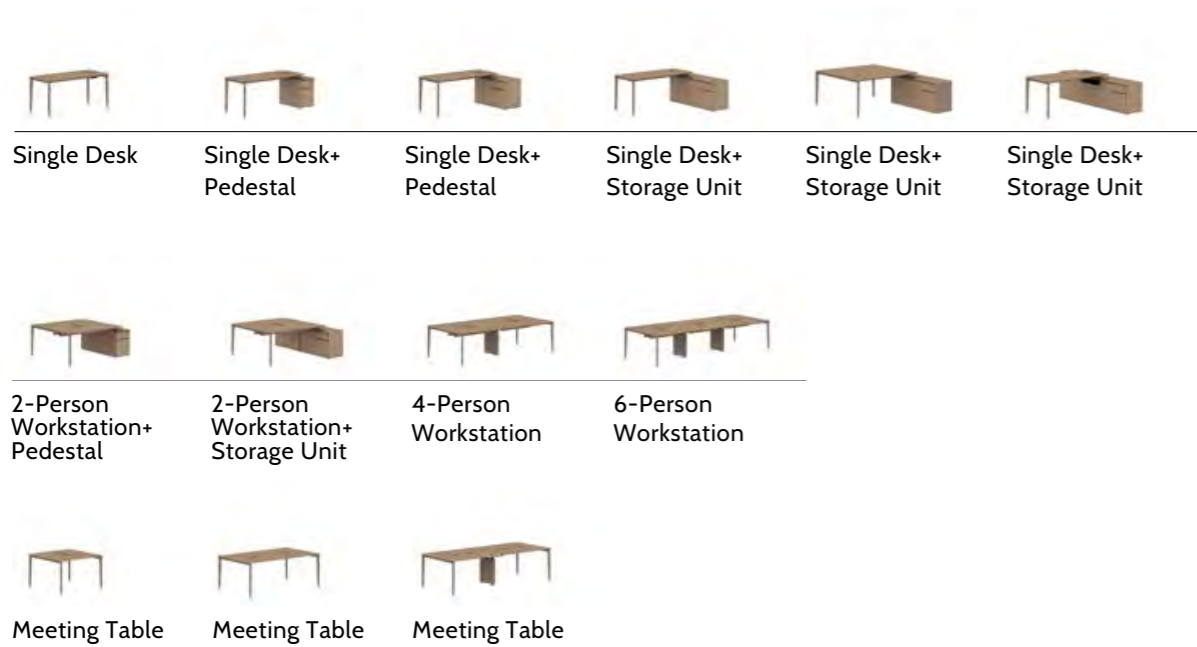 Single Desk
Single Desk+
Pedestal
Single Desk+
Pedestal
Single Desk+
Storage Unit
Single Desk+
Storage Unit
Single Desk+
Storage Unit
2-Person
Workstation+
Pedestal
2-Person
Workstation+
Storage Unit
4-Person
Workstation
6-Person
Workstation
Meeting Table
Meeting Table
Meeting Table